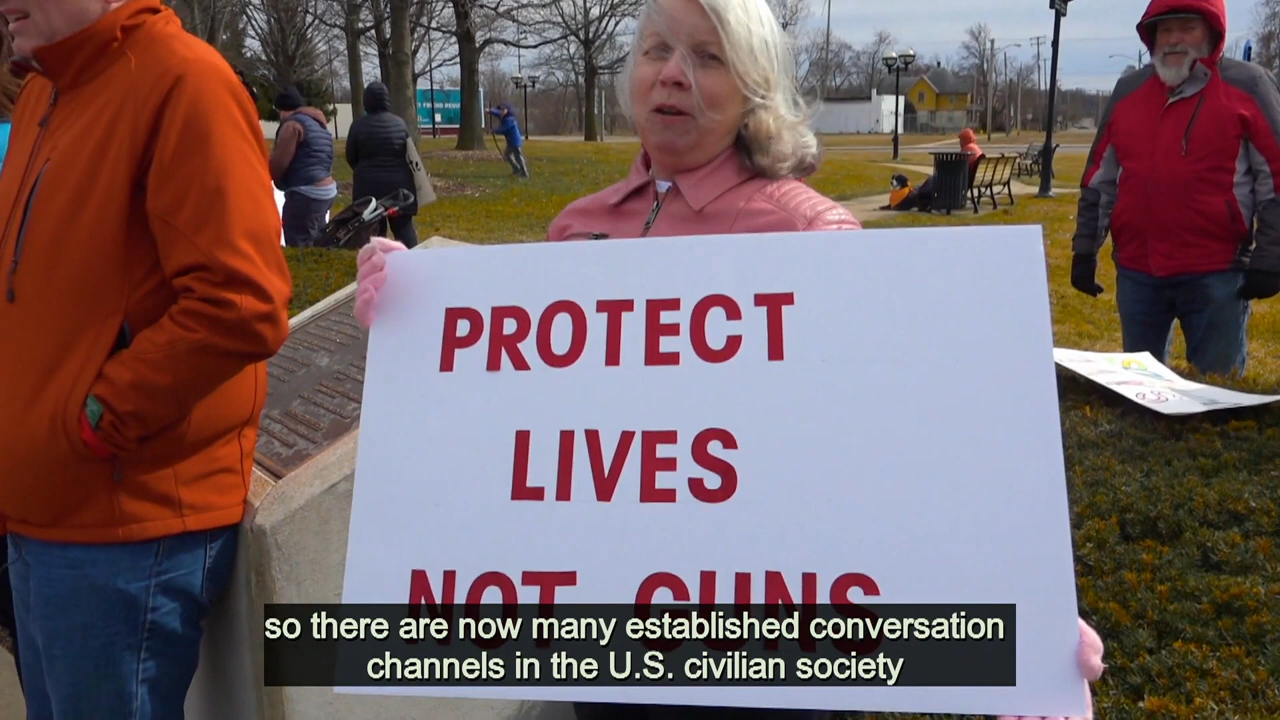 PROTECT
LIVES
NOT GUNS
so there are now many established conversation
channels in the U.S. civilian society